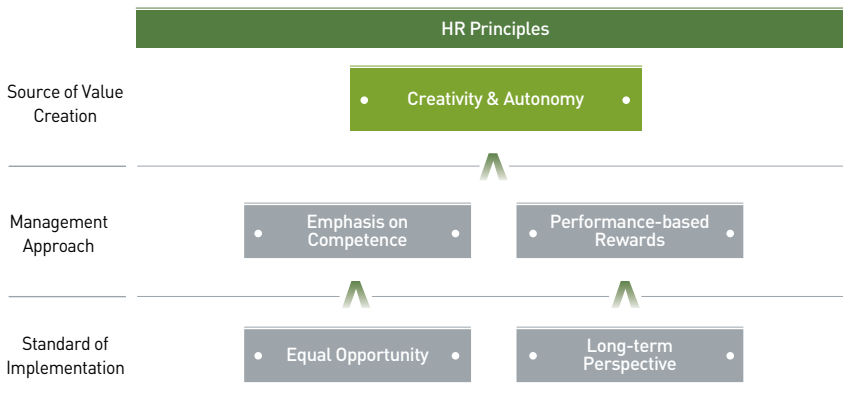 HR Principles
Source of Value
Creation
Creativity & Autonomy
Management
Approach
Emphasis on
Competence
Performance-based
Rewards
Standard of
Implementation
Equal Opportunity
Long-term
Perspective